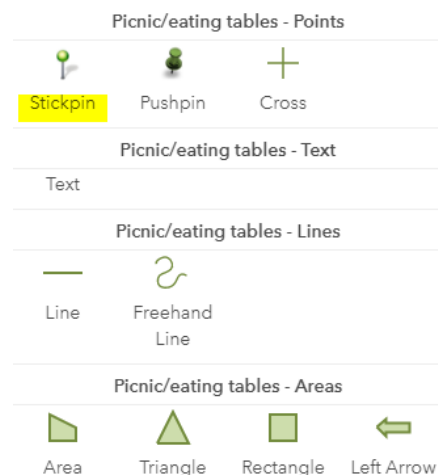 Picnic/eating tables - Points
Stickpin Pushpin Cross
Picnic/eating tables - Text
Text
Picnic/eating tables - Lines
Line Freehand
Line
Picnic/eating tables - Areas
Area Triangle Rectangle Left Arrow